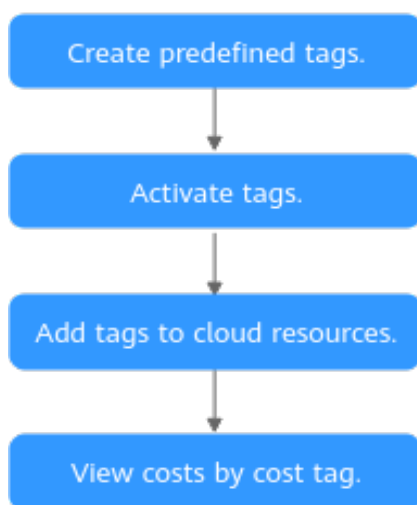 Create predefined tags.
Activate tags.
Add tags to cloud resources.
View costs by cost tag.